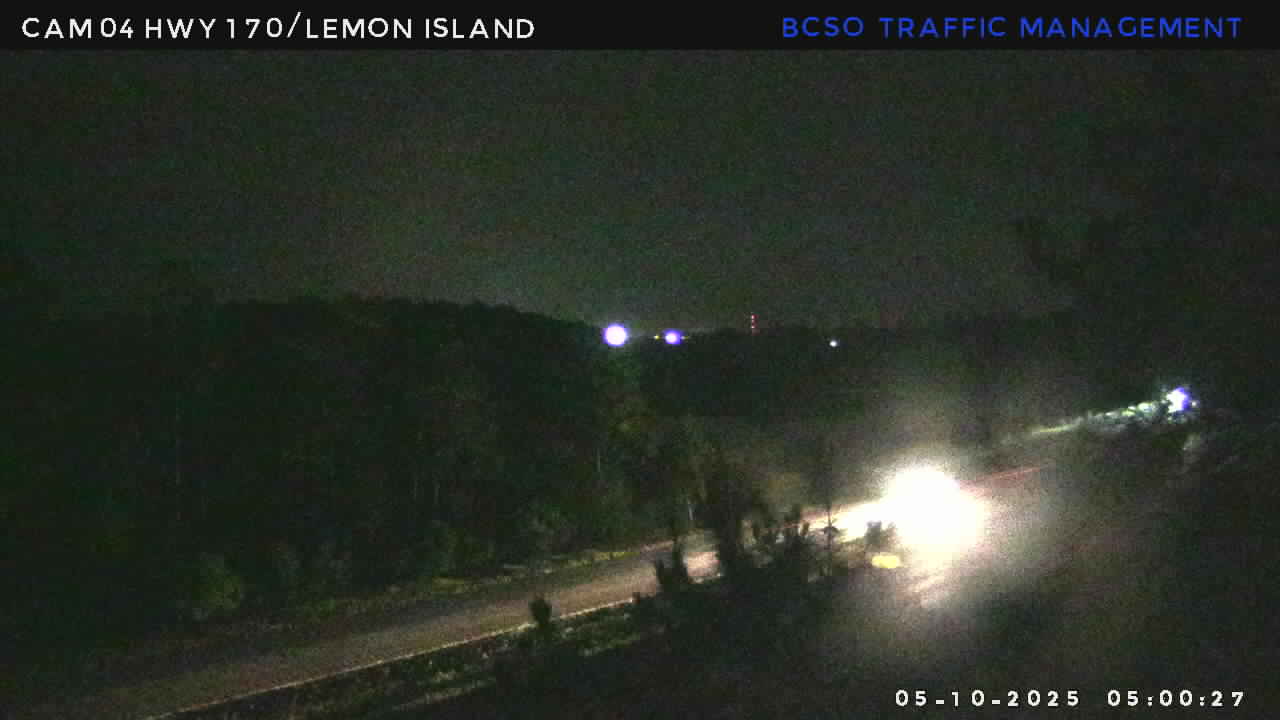 CAM04 HWY 170/LEMON ISLAND
BCSO TRAFFIC MANAGEMENT
05-10-2025 05:00:27